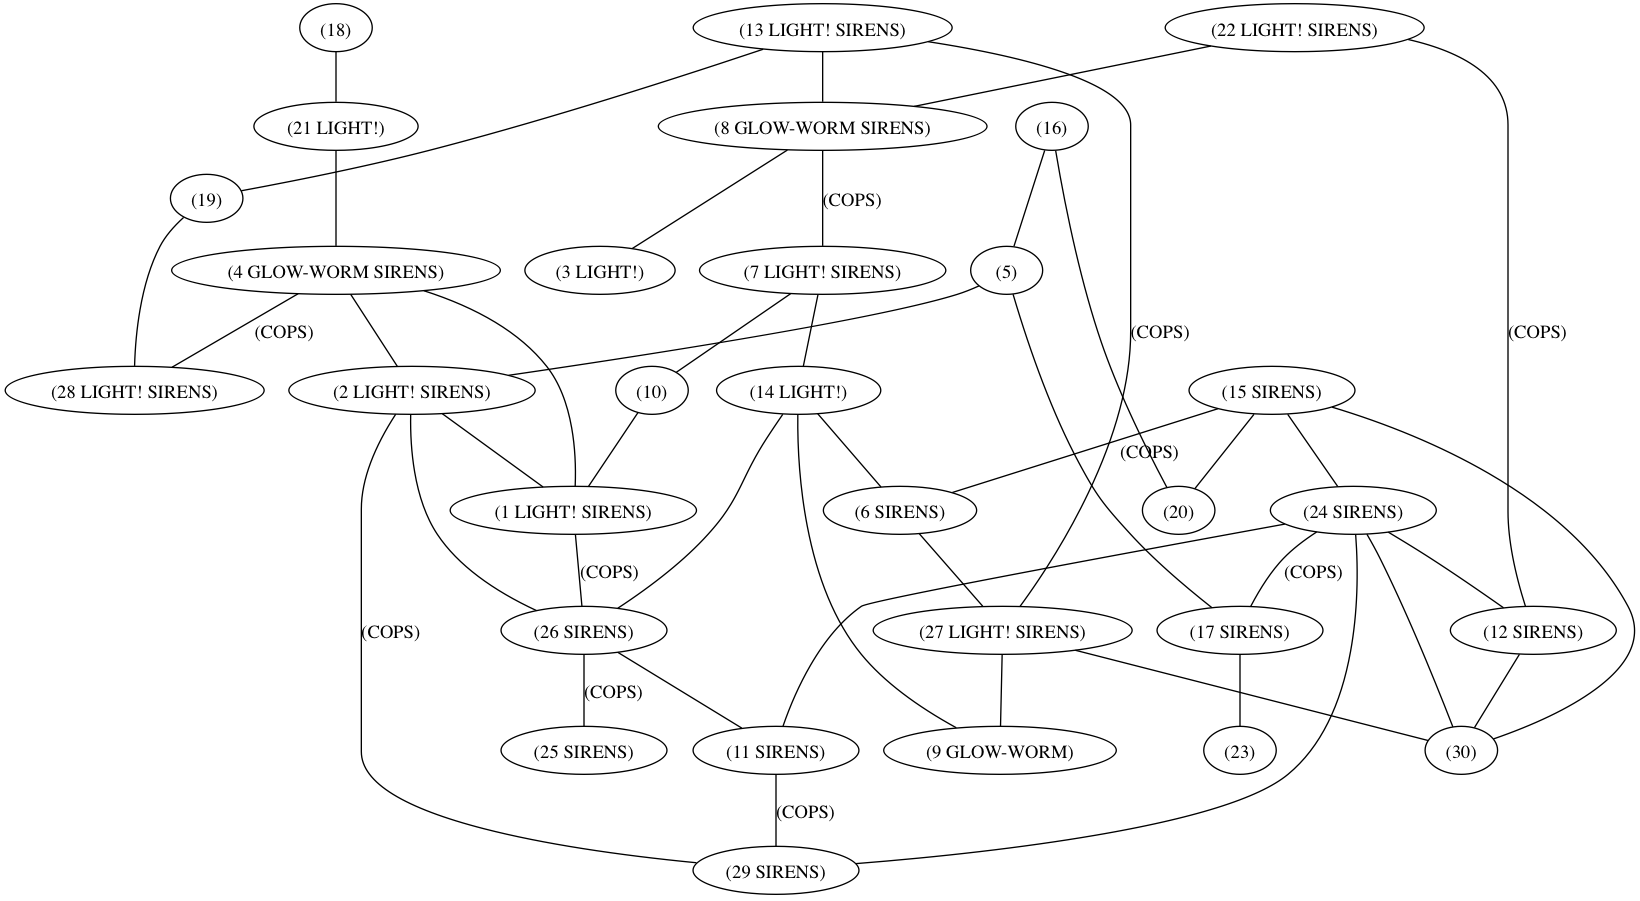 (18)
(13 LIGHT! SIRENS)
(22 LIGHT! SIRENS)
(21 LIGHT!)
(8 GLOW-WORM SIRENS)
(16)
(19)
(COPS)
(4 GLOW-WORM SIRENS)
(3 LIGHT!)
(7 LIGHT! SIRENS)
(5)
(COPS)
(COPS)
(COPS)
(28 LIGHT! SIRENS)
(2 LIGHT! SIRENS)
(10)
(14 LIGHT!)
(15 SIRENS)
(COPS)
(1 LIGHT! SIRENS)
(6 SIRENS)
(20)
(24 SIRENS)
(COPS)
(COPS)
(COPS)
(26 SIRENS)
(27 LIGHT! SIRENS)
(17 SIRENS)
(12 SIRENS)
(COPS)
(25 SIRENS)
(11 SIRENS)
(9 GLOW-WORM)
(23)
(30)
(COPS)
(29 SIRENS)